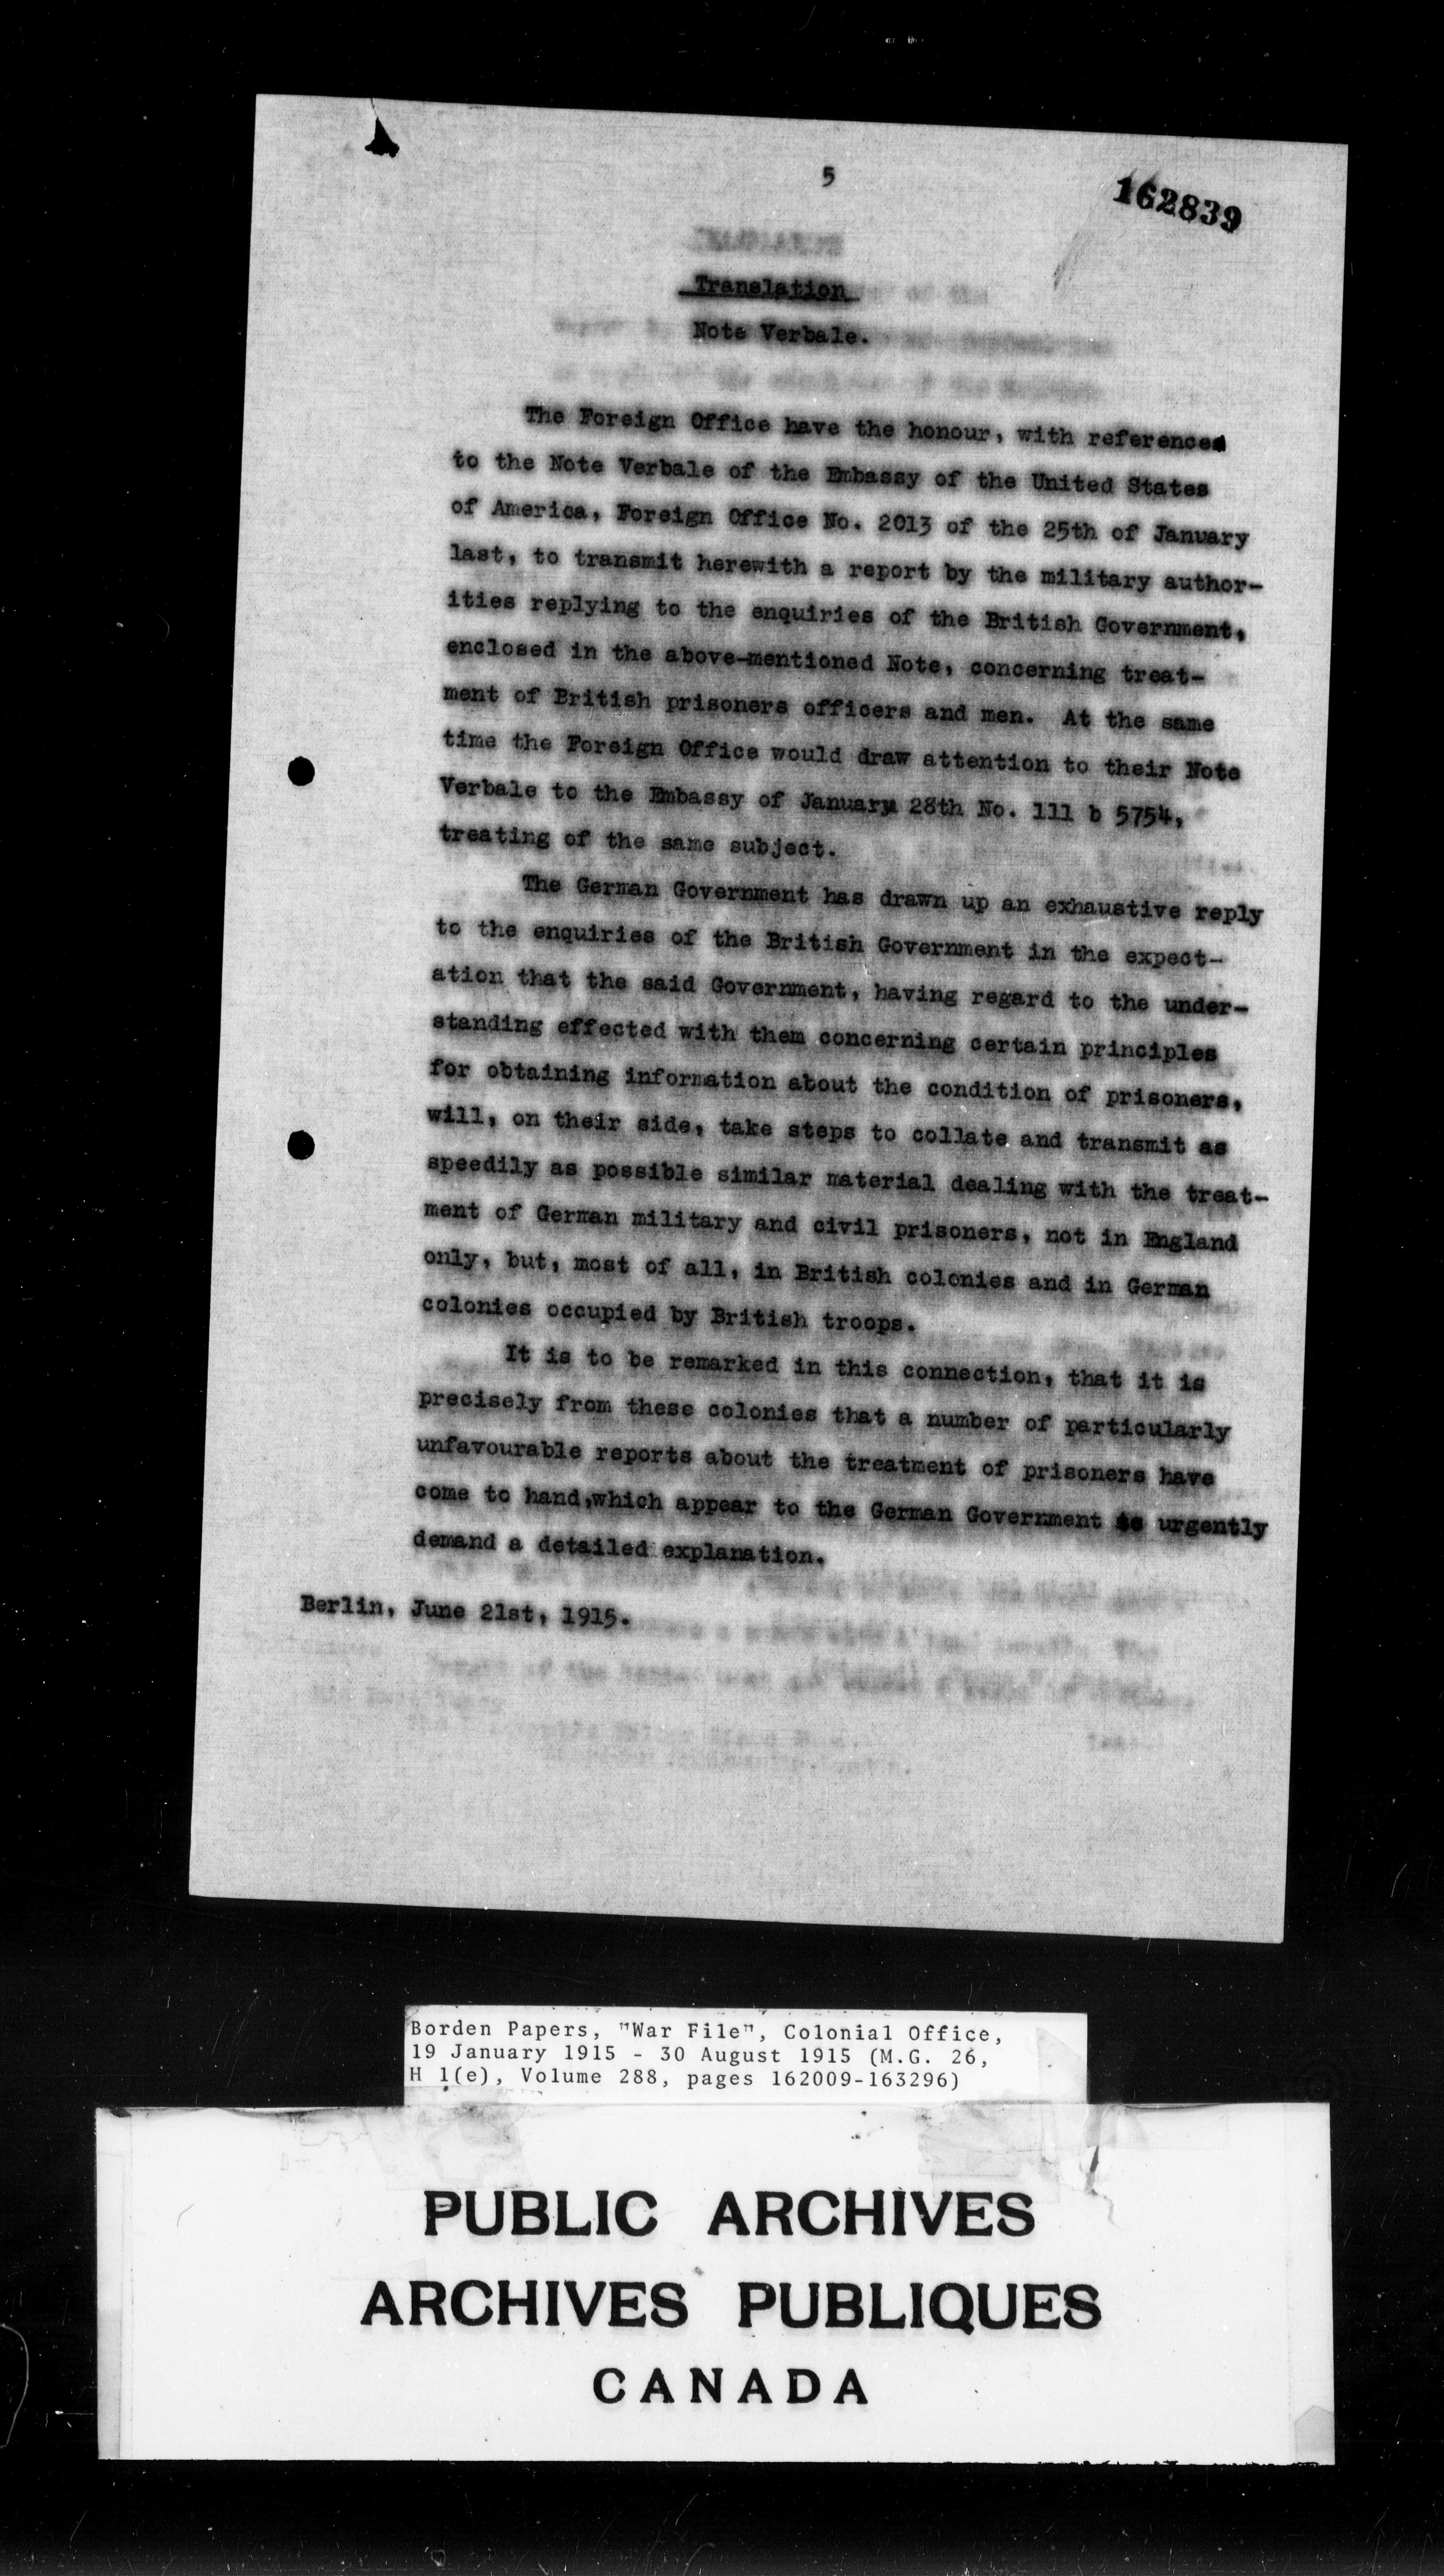 5
162839
Translation
Note Verbale.
The Foreign Office have the honour, with reference
to the Note Verbale of the Embassy of the United States
of America, Foreign Office No. 2013 of the 25th of January
last, to transmit herewith a report by the military author-
ities replying to the enquiries of the British Government,
enclosed in the above-mentioned Note, concerning treat-
ment of British prisoners officers and men. At the same
time the Foreign Office would draw attention to their Note
Verbale to the Embassy of January 28th No. 111 b 5754,
treating of the same subject.
The German Government has drawn up an exhaustive reply
to the enquiries of the British Government in the expect-
ation that the said Government, having regard to the under-
standing effected with them concerning certain principles
for obtaining information about the condition of prisoners,
will, on their side, take steps to collate and transmit as
speedily as possible similar material dealing with the treat-
ment of German military and civil prisoners, not in England
only, but, most of all, in British colonies and in German
colonies occupied by British troops.
It is to be remarked in this connection, that it is
precisely from these colonies that a number of particularly
unfavourable reports about the treatment of prisoners have
come to hand,which appear to the German Government to urgently
demand a detailed explanation.
Berlin, June 21st, 1915.
Borden Papers, "War File", Colonial Office,
19 January 1915 - 30 August 1915 (M.G. 26,
H 1(e), Volume 288, pages 162009-163296)
PUBLIC ARCHIVES
ARCHIVES PUBLIQUES
CANADA